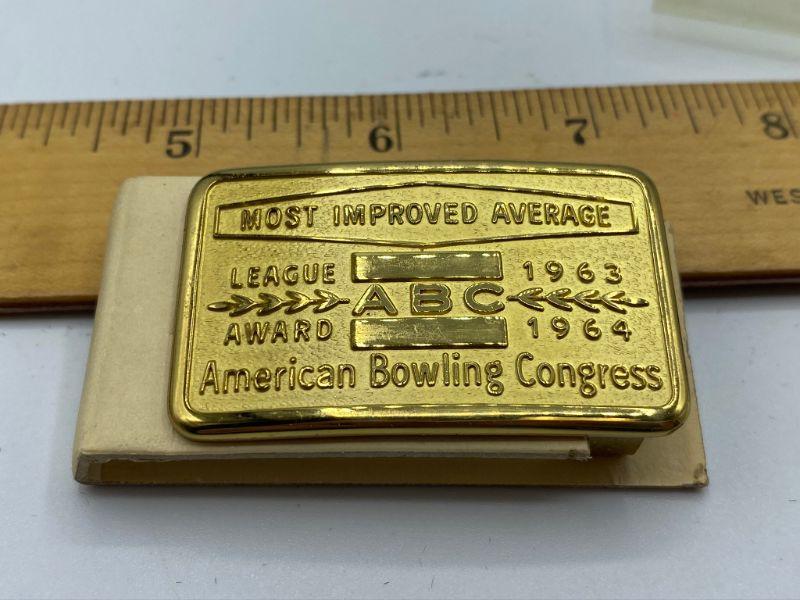 5 6 7 8
WES
MOST IMPROVED AVERAGE
LEAGUE 1963
ABC
AWARD 1964
American Bowling Congress